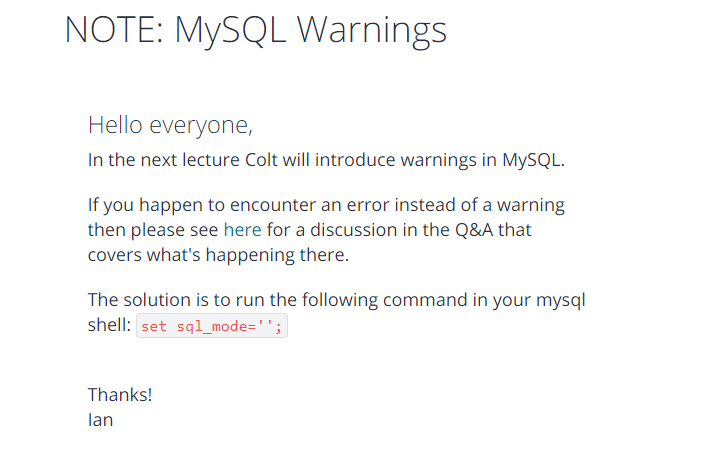 NOTE: MySQL Warnings
Hello everyone,
In the next lecture Colt will introduce warnings in MySQL.
If you happen to encounter an error instead of a warning
then please see here for a discussion in the Q&A that
covers what's happening there.
The solution is to run the following command in your mysql
shell: set sql_mode='';
Thanks!
Ian